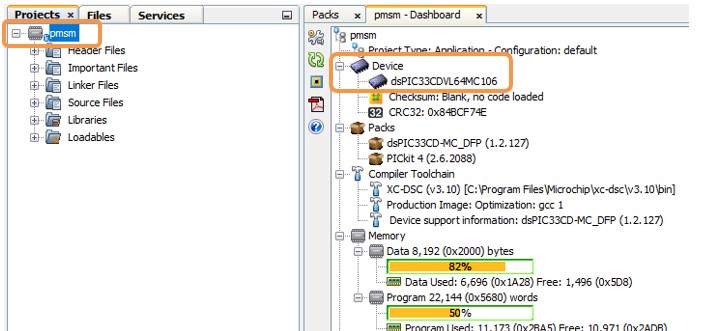 Projects x Files Services
pmsm
Header Files
Important Files
Linker Files
Source Files
Libraries
Loadables
Packs x pmsm - Dashboard x
pmsm
Project Type: Application - Configuration: default
Device
dsPIC33CDVL64MC106
Checksum: Blank, no code loaded
32 CRC32: 0x84BCF74E
Packs
dsPIC33CD-MC_DFP (1.2.127)
PICkit 4 (2.6.2088)
Compiler Toolchain
XC-DSC (v3.10) [C:\Program Files\Microchip\xc-dsc\v3.10\bin]
Production Image: Optimization: gcc 1
Device support information: dsPIC33CD-MC_DFP (1.2.127)
Memory
Data 8,192 (0x2000) bytes
82%
Data Used: 6,696 (0x1A28) Free: 1,496 (0x5D8)
Program 22,144 (0x5680) words
50%
Program Used: 11,173 (0x2BA5) Free: 10,971 (0x2ADB)